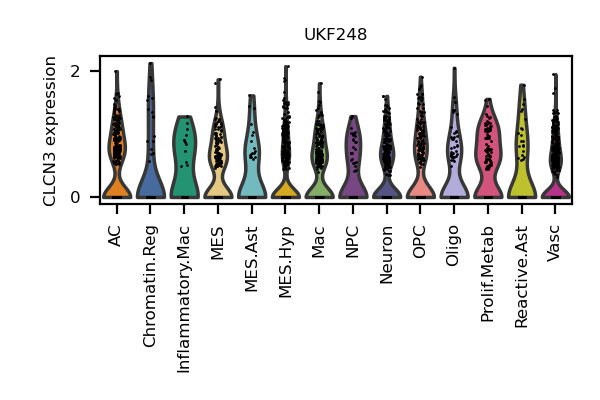 UKF248
CLCN3 expression
2
0
AC
Chromatin.Reg
Inflammatory.Mac
MES
MES.Ast
MES.Hyp
Mac
NPC
Neuron
OPC
Oligo
Prolif.Metab
Reactive.Ast
Vasc